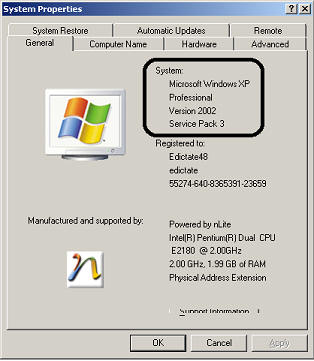 System Properties
System Restore
Automatic Updates
Remote
General
Computer Name
Hardware
Advanced
System:
Microsoft Windows XP
Professional
Version 2002
Service Pack 3
Registered to:
Edictate48
edictate
55274-640-8365391-23659
Manufactured and supported by:
Powered by nLite
Intel(R) Pentium(R) Dual CPU
E2180 @ 2.00GHz
2.00 GHz, 1.99 GB of RAM
Physical Address Extension
Support Information
OK
Cancel
Apply